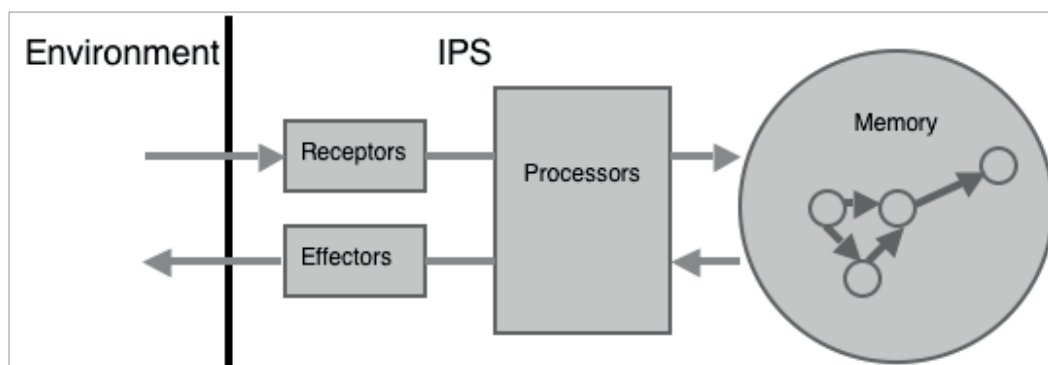 Environment
IPS
Receptors
Processors
Memory
Effectors